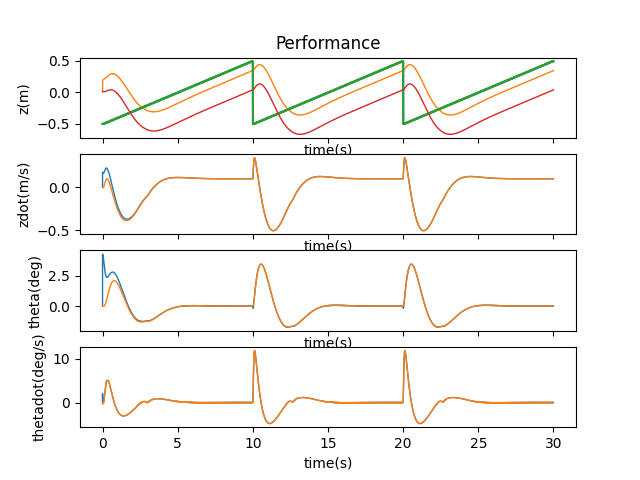 Performance
z(m)
0.5
0.0
−0.5
time(s)
zdot(m/s)
0.0
−0.5
time(s)
theta(deg)
2.5
0.0
time(s)
thetadot(deg/s)
10
0
0 5 10 15 20 25 30
time(s)